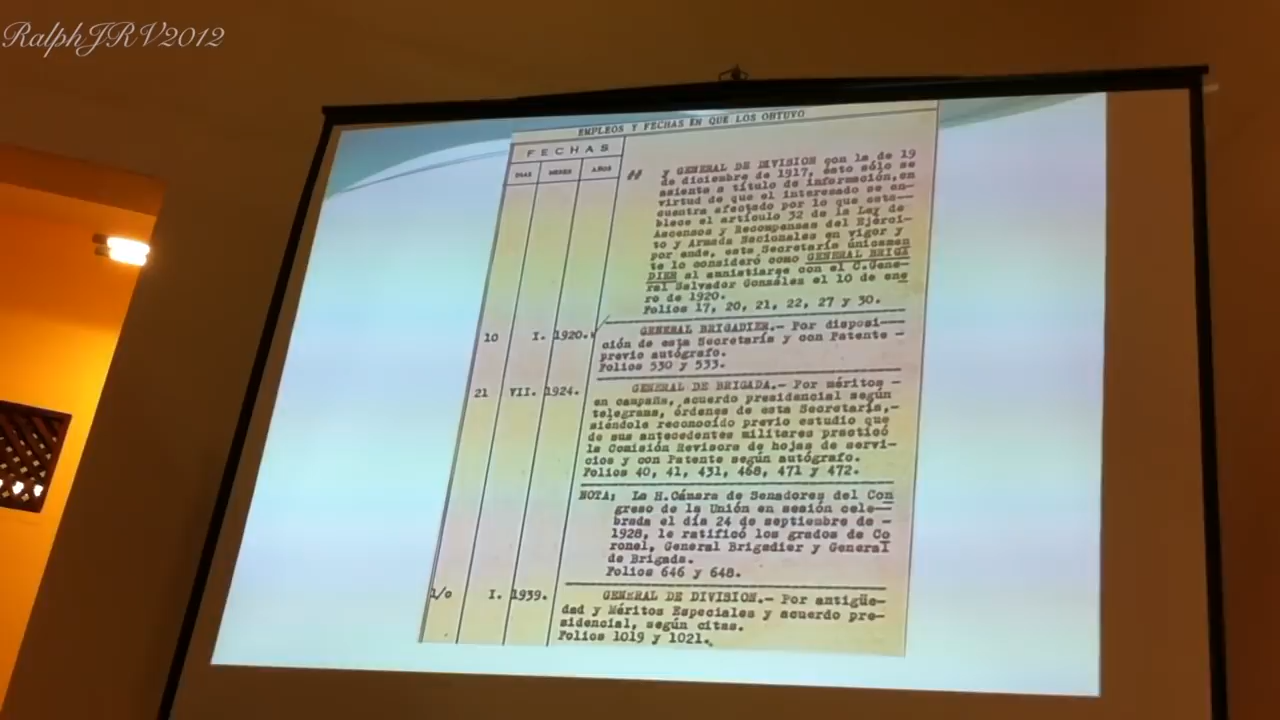 RalphJRV2012
EMPLEOS Y FECHAS EN QUE LOS OBTUVO
FECHAS
DIAS MESES AÑOS
Y GENERAL DE DIVISION con la de 19
de diciembre de 1917, ésto sólo se
asienta a título de información, en
virtud de que el interesado se en-
cuentra afectado por lo que esta-
blece el artículo 32 de la Ley de
Ascensos y Recompensas del Ejérci-
to y Armada Nacionales en vigor y
por ende, esta Secretaría únicamen
te lo consideró como GENERAL BRIGA
DIER al amnistiarse con el C. Gene-
ral Salvador González el 10 de ene
ro de 1920.
Folios 17, 20, 21, 22, 27 y 30.
10 I. 1920. GENERAL BRIGADIER.- Por disposi-
ción de esta Secretaría y con Patente -
previo autógrafo.
Folios 530 y 533.
21 VII. 1924. GENERAL DE BRIGADA.- Por méritos -
en campaña, acuerdo presidencial según
telegrama, órdenes de esta Secretaría,-
siéndole reconocido previo estudio que
de sus antecedentes militares practicó
la Comisión Revisora de hojas de servi-
cios y con Patente según autógrafo.
Folios 40, 41, 431, 468, 471 y 472.
NOTA: La H. Cámara de Senadores del Con
greso de la Unión en sesión cele-
brada el día 24 de septiembre de -
1928, le ratificó los grados de Co
ronel, General Brigadier y General
de Brigada.
Folios 646 y 648.
1/o I. 1939. GENERAL DE DIVISION.- Por antigüe-
dad y Méritos Especiales y acuerdo pre-
sidencial, según citas.
Folios 1019 y 1021.